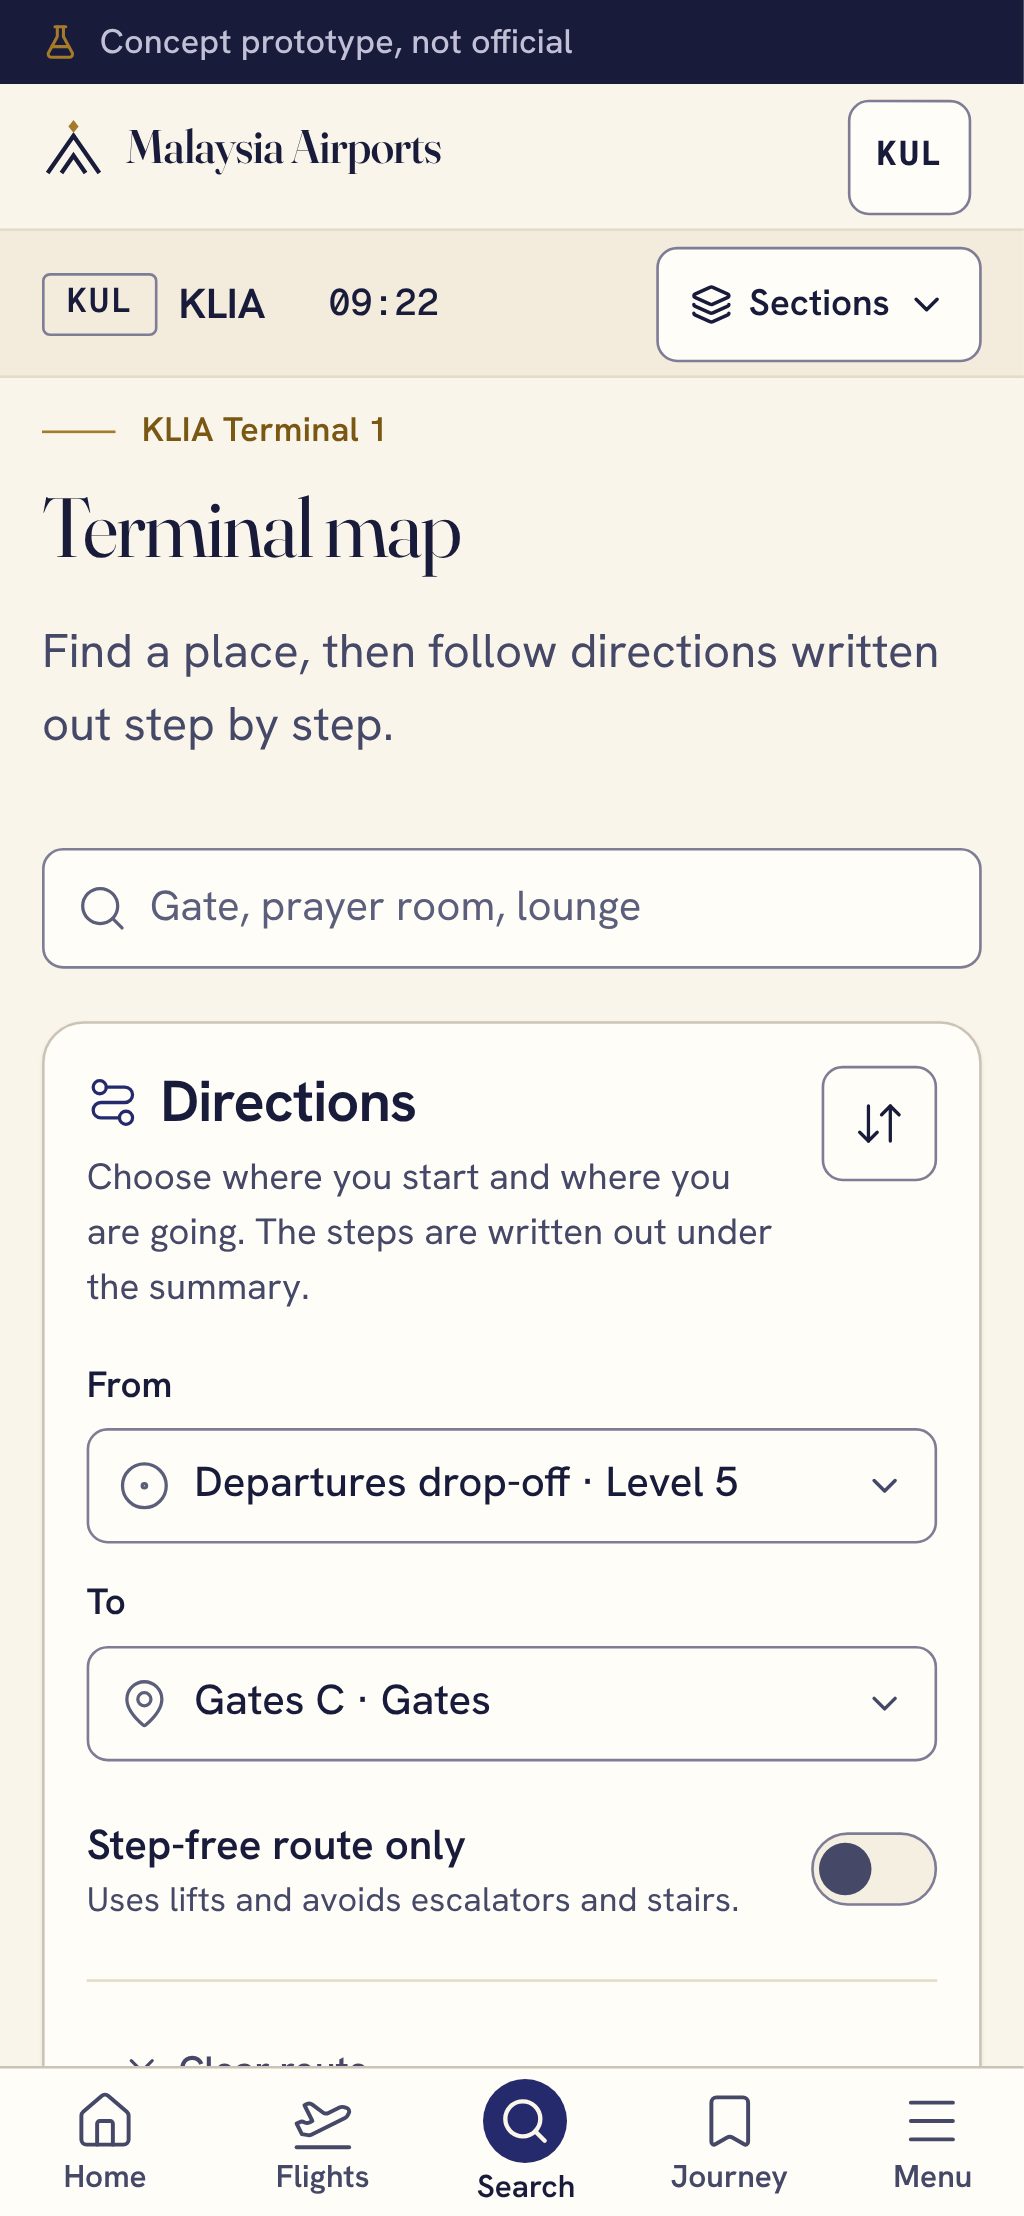 Concept prototype, not official
Malaysia Airports
KUL
KUL KLIA 09:22 Sections
KLIA Terminal 1
Terminal map
Find a place, then follow directions written
out step by step.
Gate, prayer room, lounge
Directions
Choose where you start and where you
are going. The steps are written out under
the summary.
From
Departures drop-off · Level 5
To
Gates C · Gates
Step-free route only
Uses lifts and avoids escalators and stairs.
Clear route
Home Flights Search Journey Menu